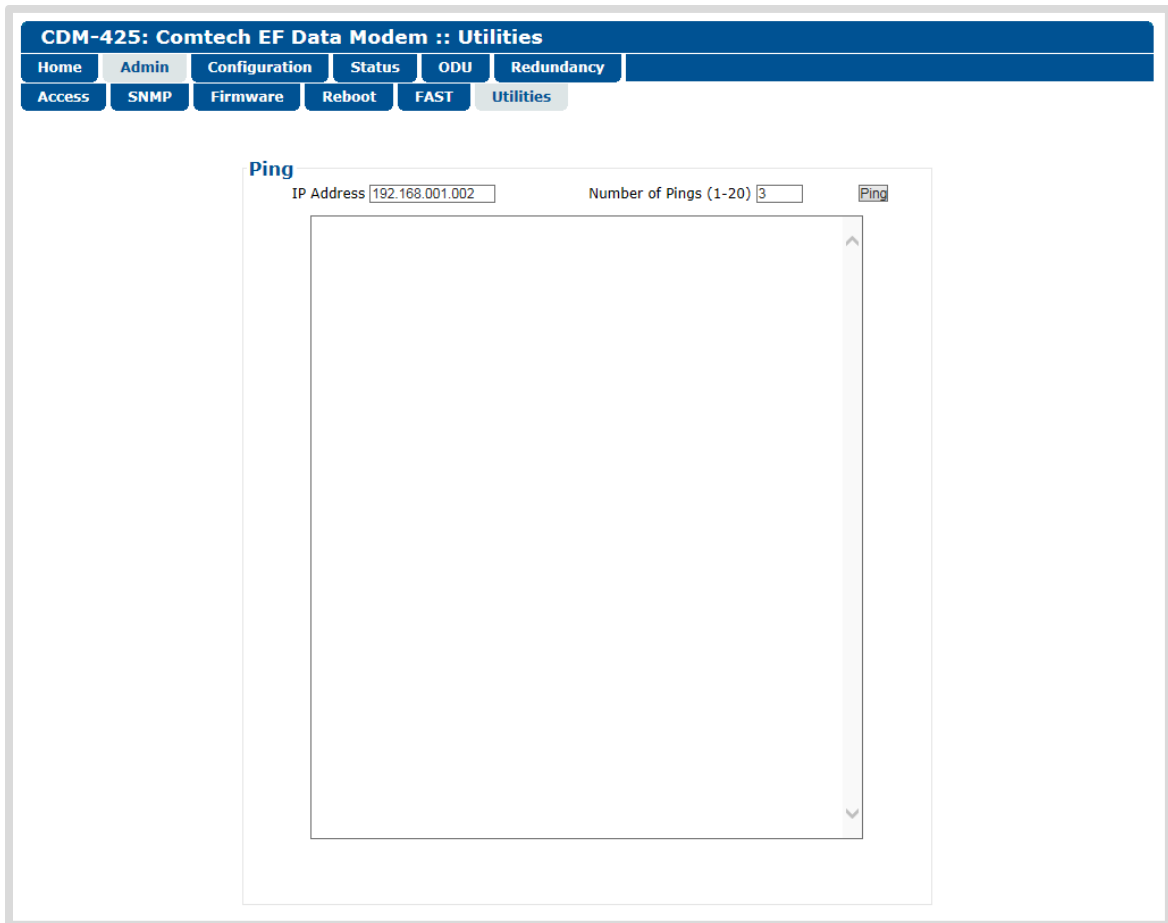 CDM-425: Comtech EF Data Modem :: Utilities
Home Admin Configuration Status ODU Redundancy
Access SNMP Firmware Reboot FAST Utilities
Ping
IP Address 192.168.001.002 Number of Pings (1-20) 3 Ping